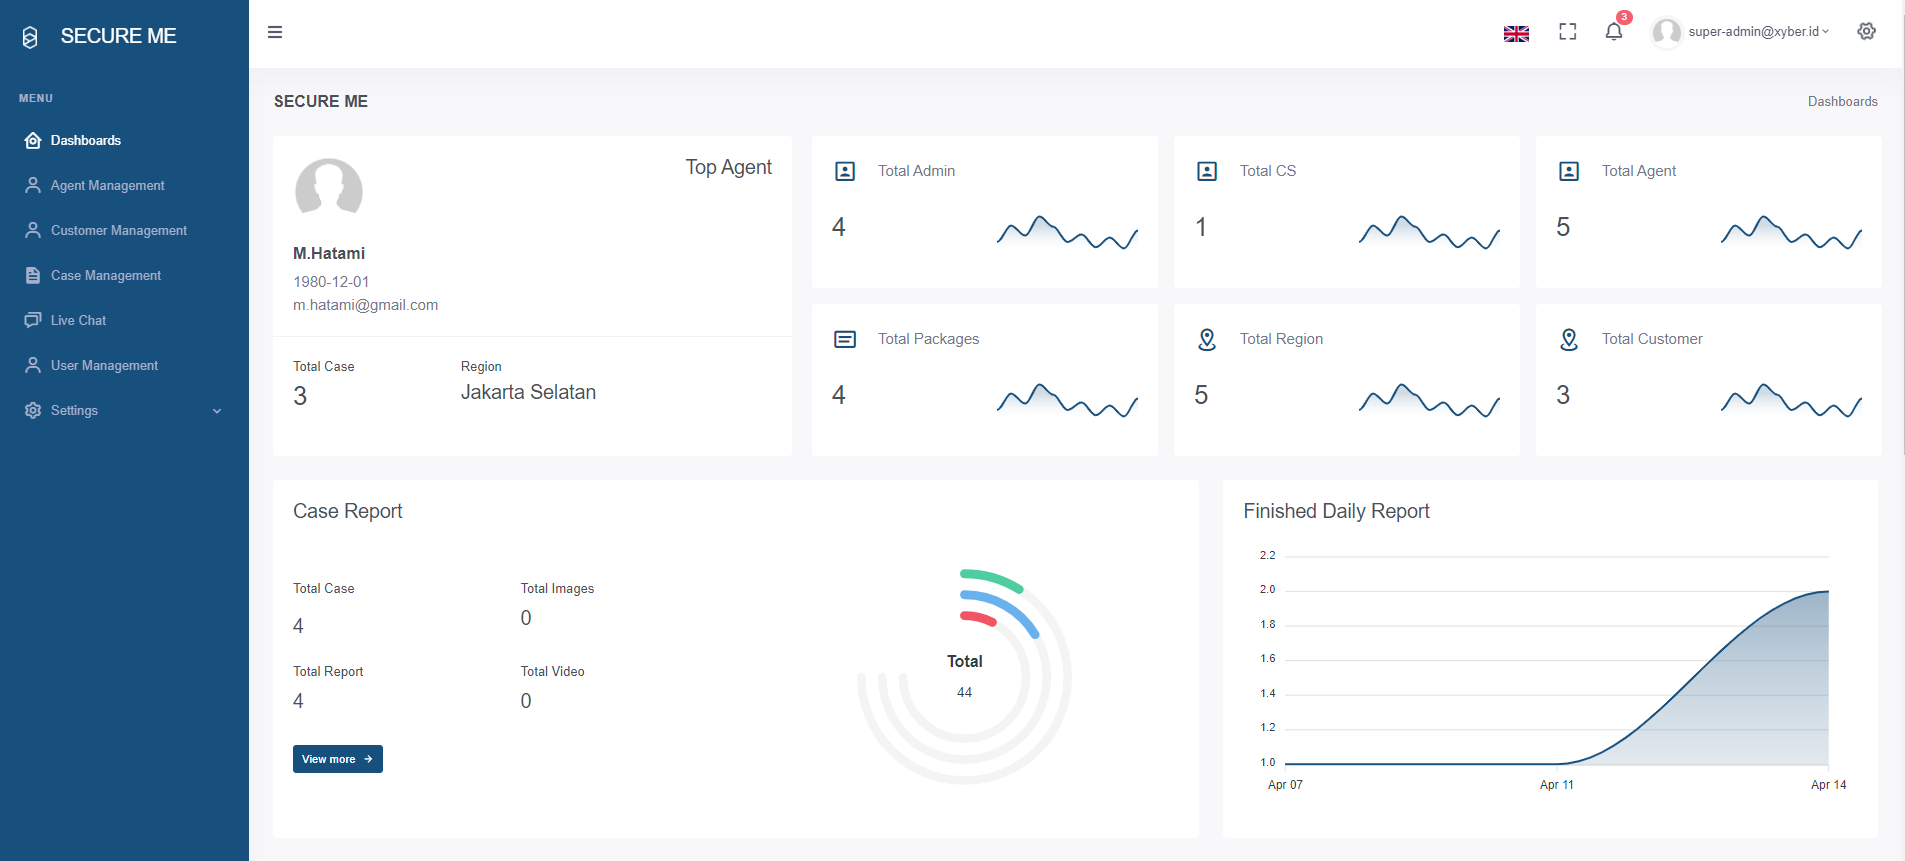 SECURE ME
3
super-admin@xyber.id
MENU
Dashboards
Agent Management
Customer Management
Case Management
Live Chat
User Management
Settings
SECURE ME
Dashboards
Top Agent
M.Hatami
1980-12-01
m.hatami@gmail.com
Total Case
3
Region
Jakarta Selatan
Total Admin
4
Total CS
1
Total Agent
5
Total Packages
4
Total Region
5
Total Customer
3
Case Report
Total Case
4
Total Images
0
Total Report
4
Total Video
0
View more
Total
44
Finished Daily Report
2.2
2.0
1.8
1.6
1.4
1.2
1.0
Apr 07
Apr 11
Apr 14